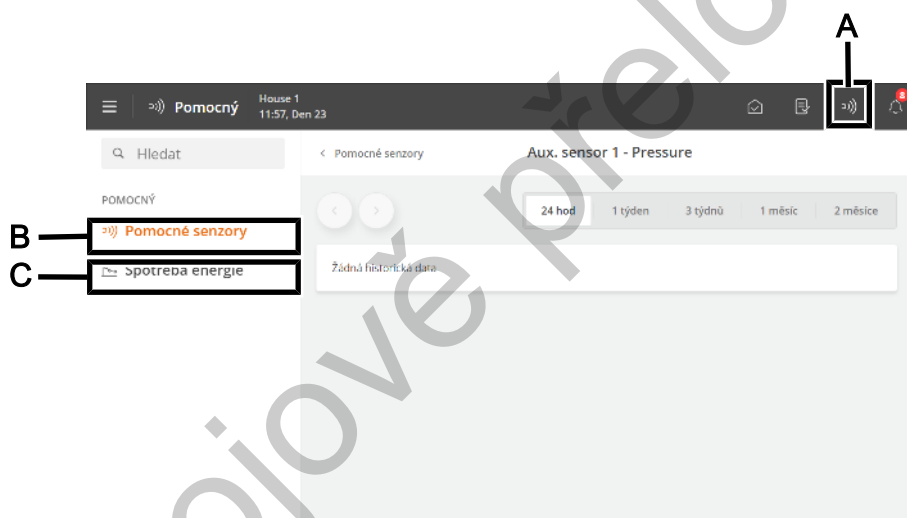 A
Pomocný
House 1
11:57, Den 23
8
Hledat
Pomocné senzory
Aux. sensor 1 - Pressure
POMOCNÝ
24 hod
1 týden
3 týdnů
1 měsíc
2 měsíce
B
Pomocné senzory
Žádná historická data
C
Spotřeba energie